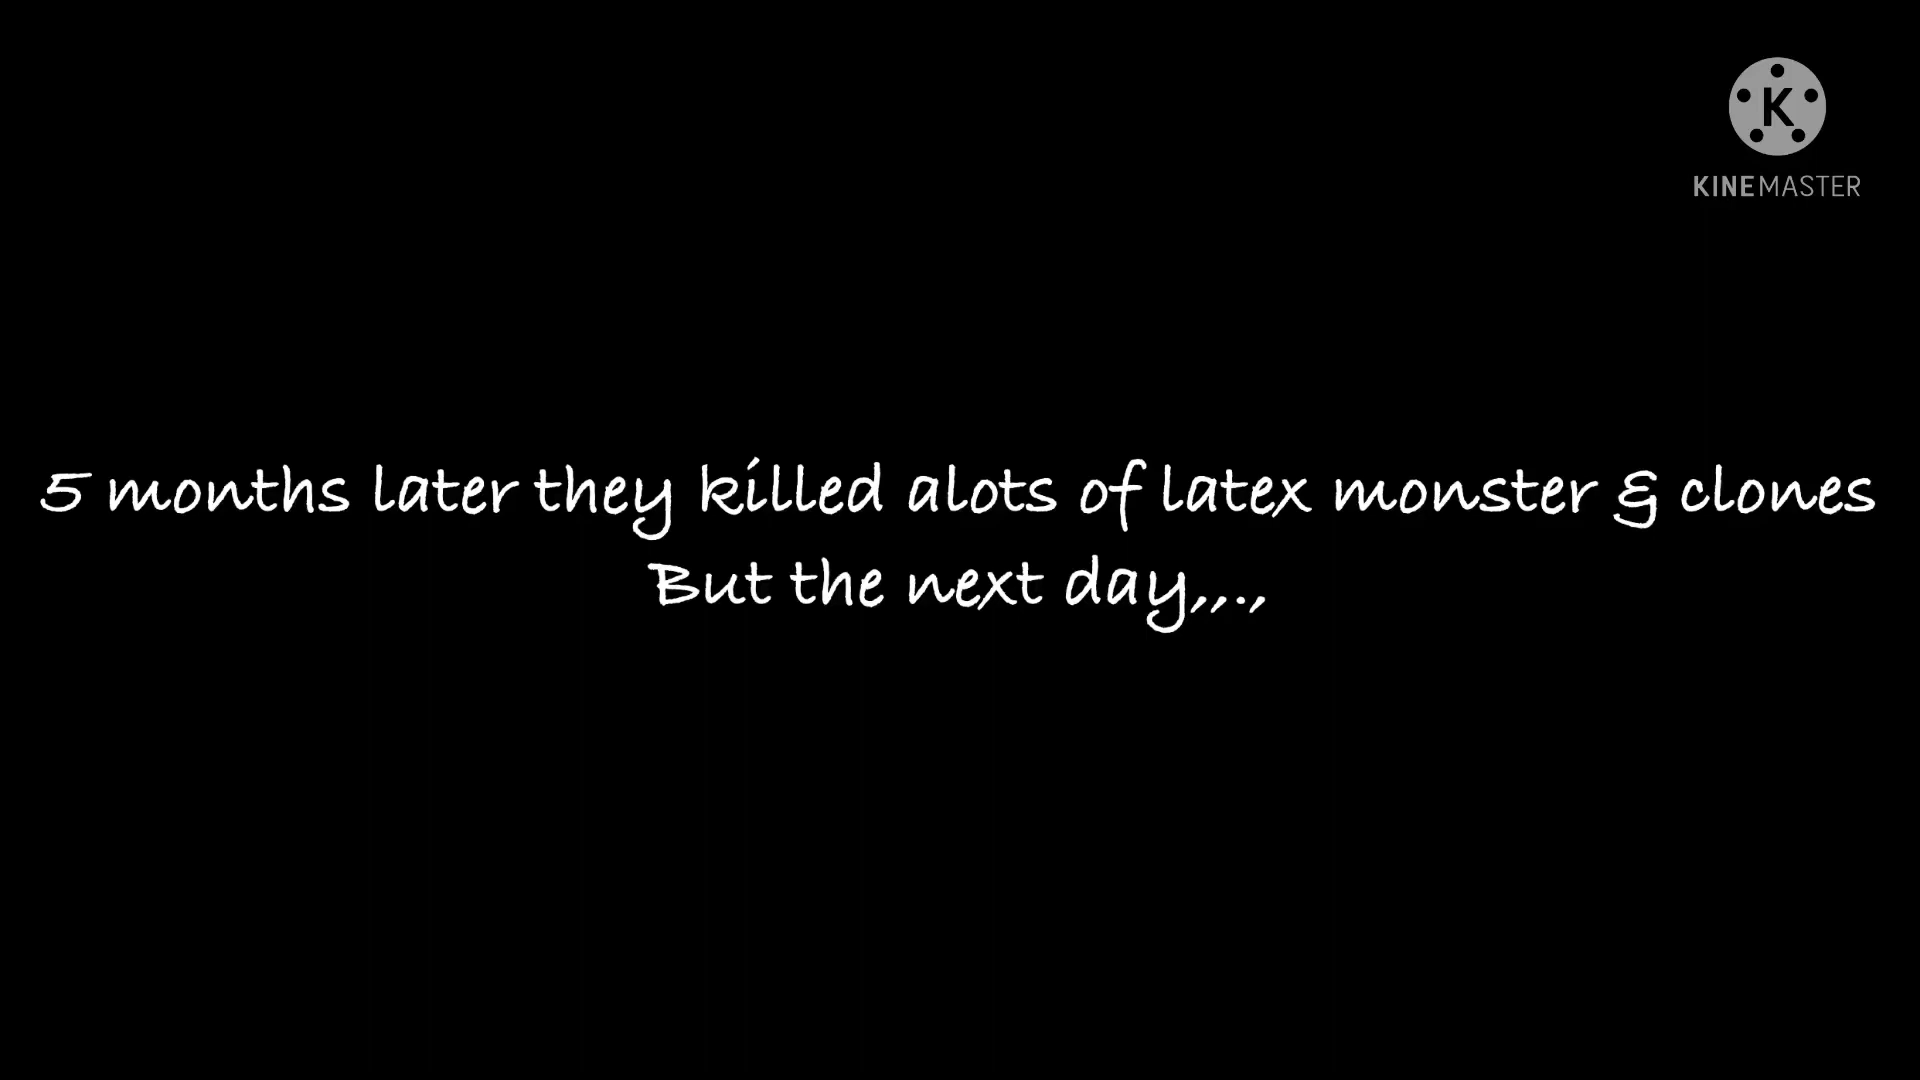 K
KINEMASTER
5 months later they killed alots of latex monster & clones
But the next day,,.,